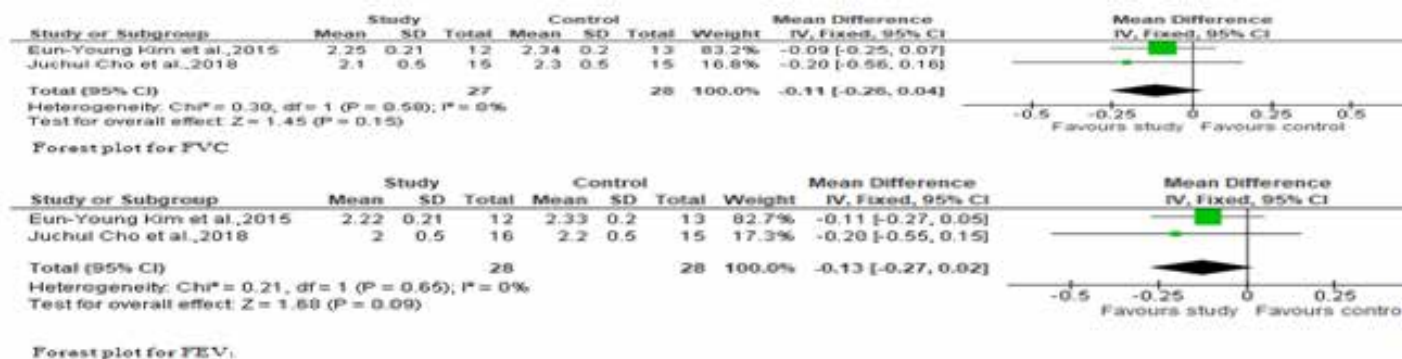 Study Control Mean Difference Mean Difference
Study or Subgroup Mean SD Total Mean SD Total Weight IV, Fixed, 95% CI IV, Fixed, 95% CI
Eun-Young Kim et al.,2015 2.25 0.21 12 2.34 0.2 13 83.2% -0.09 [-0.25, 0.07]
Juchul Cho et al.,2018 2.1 0.5 15 2.3 0.5 15 16.8% -0.20 [-0.56, 0.16]
Total (95% CI) 27 28 100.0% -0.11 [-0.26, 0.04]
Heterogeneity: Chi² = 0.30, df = 1 (P = 0.58); I² = 0%
Test for overall effect: Z = 1.45 (P = 0.15)
-0.5 -0.25 0 0.25 0.5
Favours study Favours control
Forest plot for FVC
Study Control Mean Difference Mean Difference
Study or Subgroup Mean SD Total Mean SD Total Weight IV, Fixed, 95% CI IV, Fixed, 95% CI
Eun-Young Kim et al.,2015 2.22 0.21 12 2.33 0.2 13 82.7% -0.11 [-0.27, 0.05]
Juchul Cho et al.,2018 2 0.5 16 2.2 0.5 15 17.3% -0.20 [-0.55, 0.15]
Total (95% CI) 28 28 100.0% -0.13 [-0.27, 0.02]
Heterogeneity: Chi² = 0.21, df = 1 (P = 0.65); I² = 0%
Test for overall effect: Z = 1.68 (P = 0.09)
-0.5 -0.25 0 0.25
Favours study Favours contro
Forest plot for FEV₁